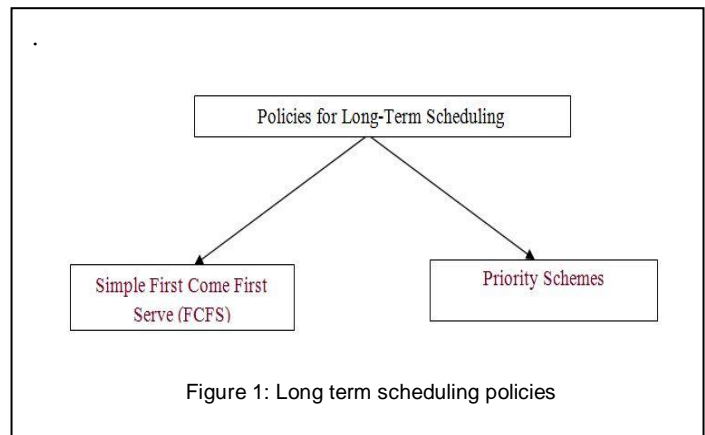 .
Policies for Long-Term Scheduling
Simple First Come First
Serve (FCFS)
Priority Schemes
Figure 1: Long term scheduling policies